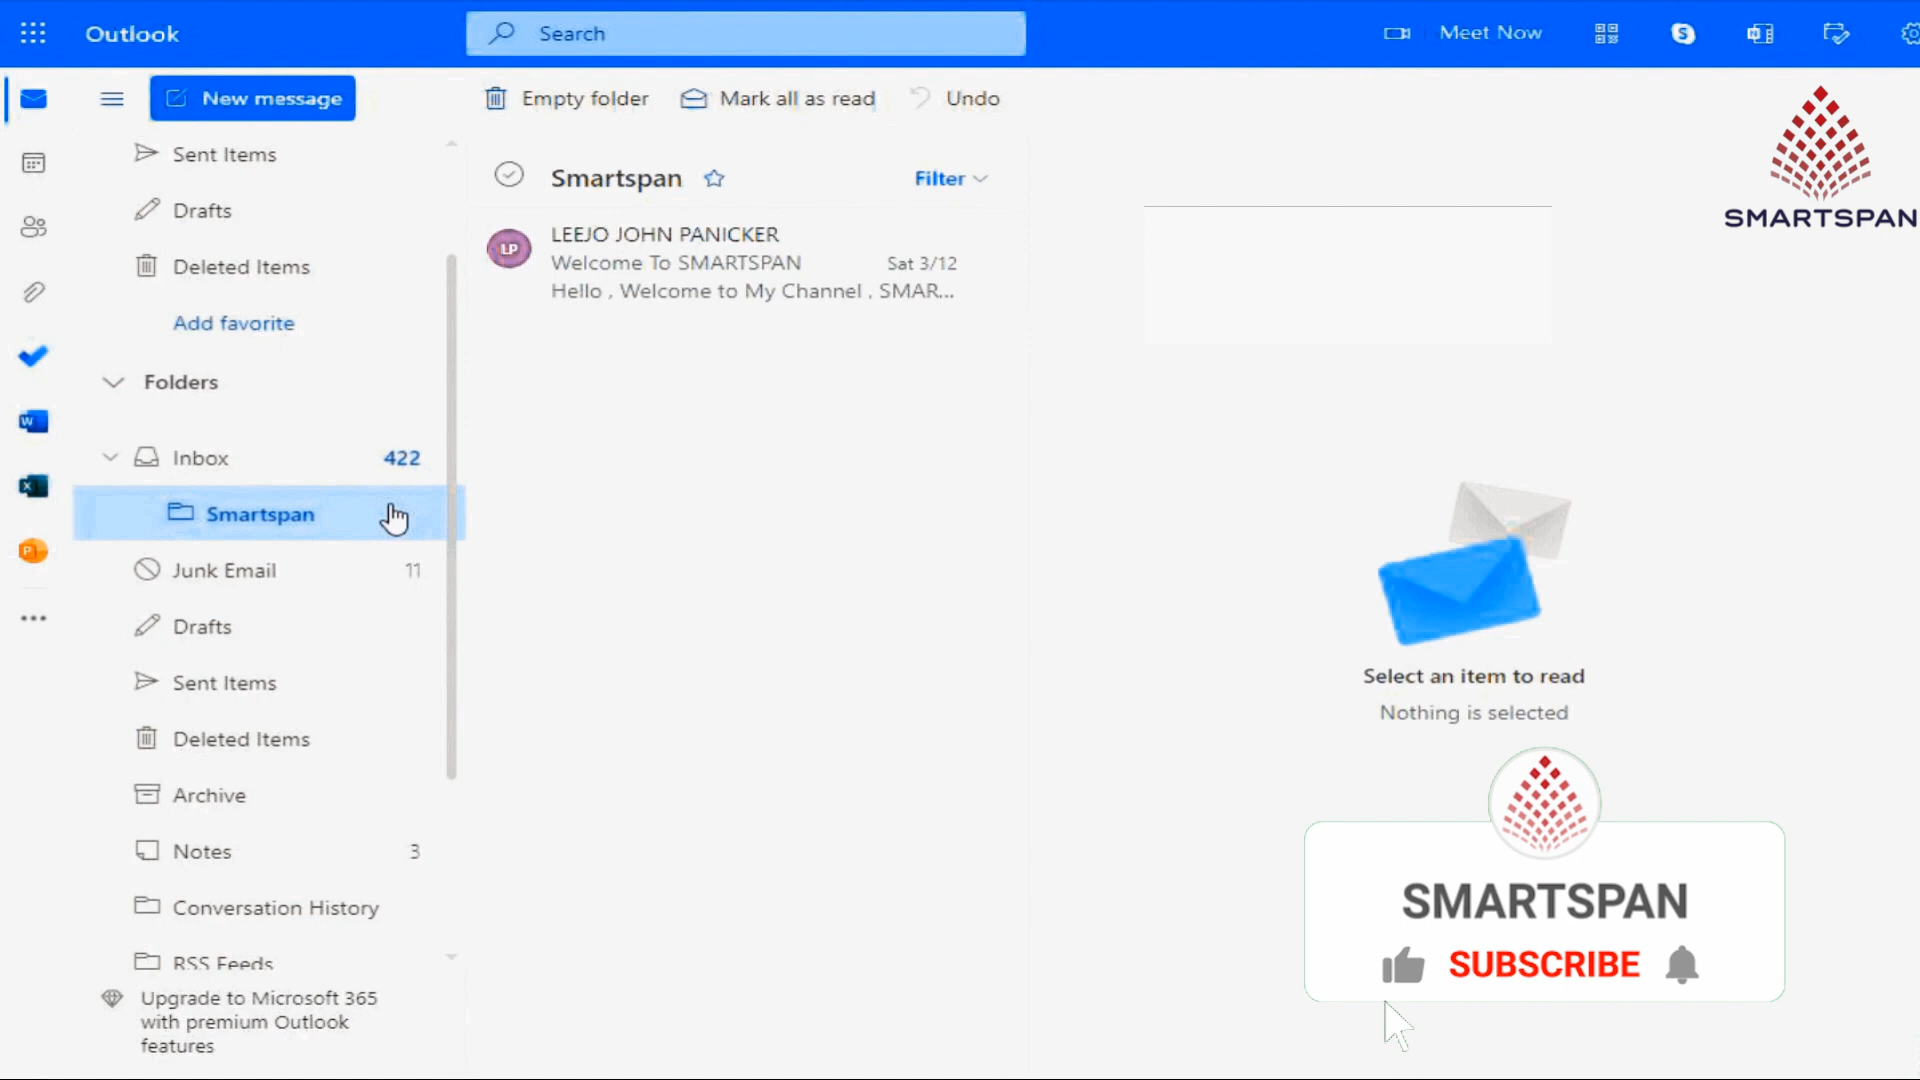 Outlook
Search
Meet Now
New message
Empty folder
Mark all as read
Undo
Sent Items
Drafts
Deleted Items
Add favorite
Folders
Inbox 422
Smartspan
Junk Email 11
Drafts
Sent Items
Deleted Items
Archive
Notes 3
Conversation History
RSS Feeds
Upgrade to Microsoft 365
with premium Outlook
features
Smartspan
Filter
LP
LEEJO JOHN PANICKER
Welcome To SMARTSPAN Sat 3/12
Hello , Welcome to My Channel , SMAR...
SMARTSPAN
Select an item to read
Nothing is selected
SMARTSPAN
SUBSCRIBE